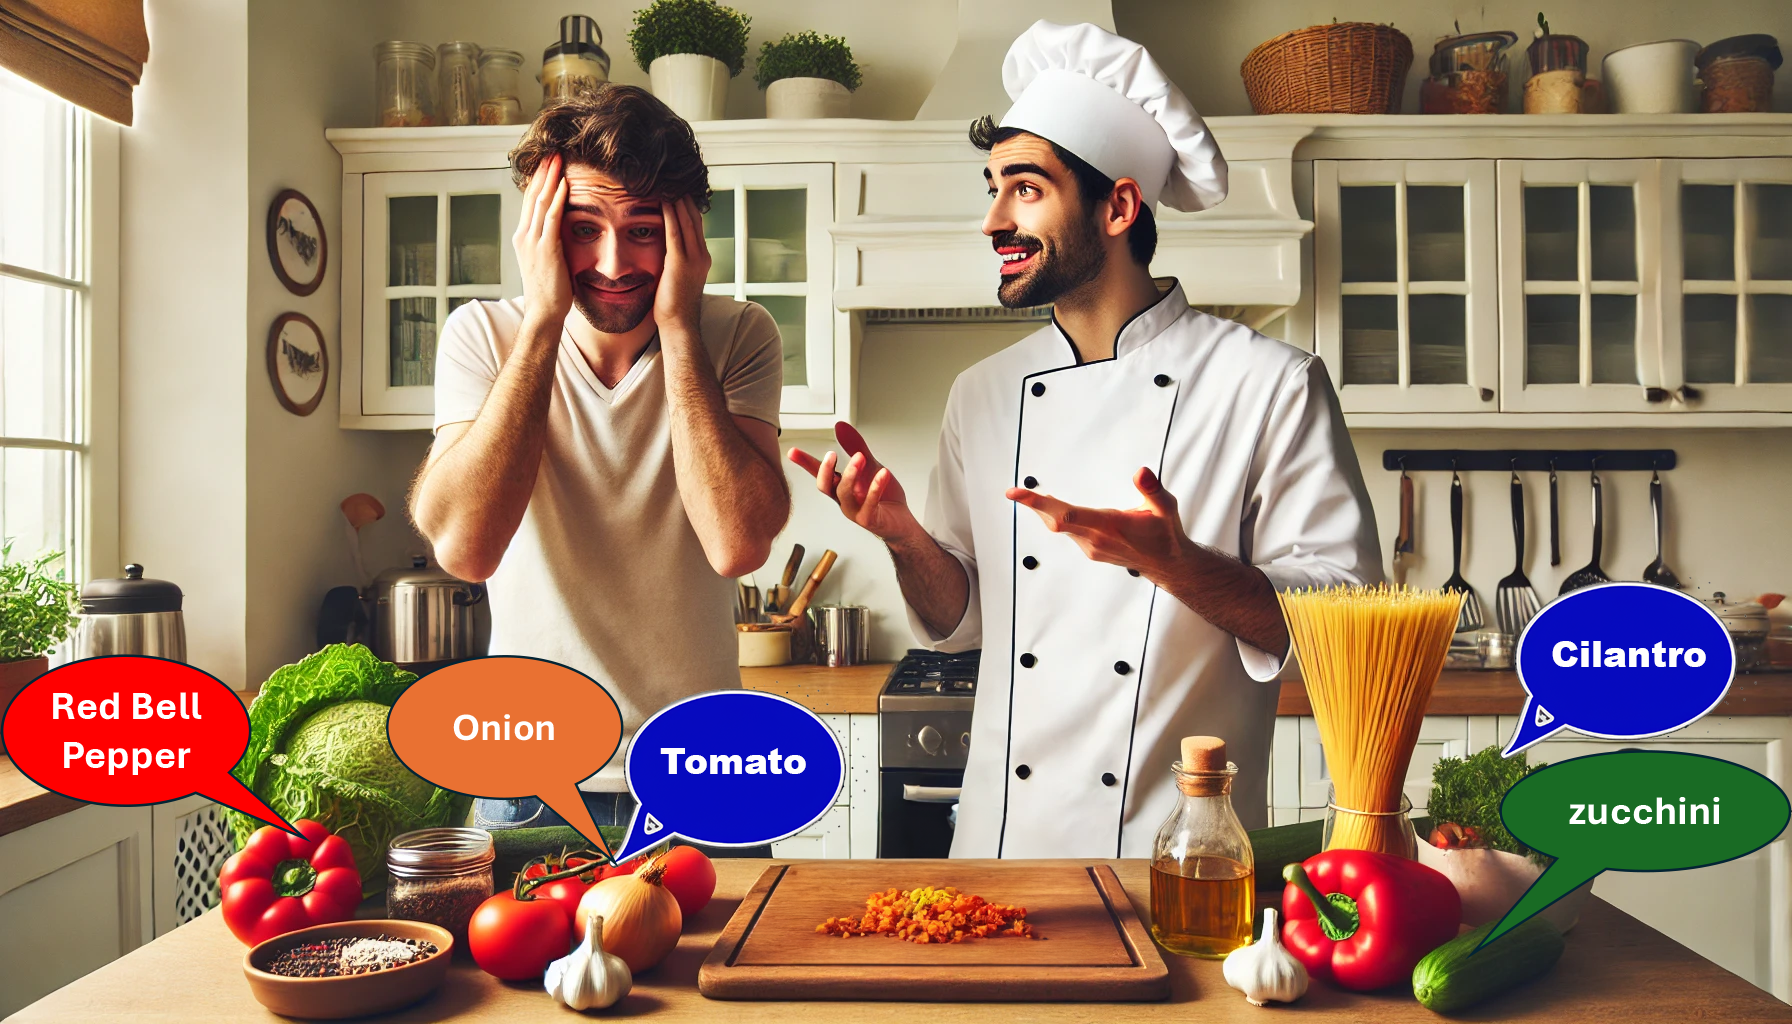 Red Bell
Pepper
Onion
Tomato
Cilantro
zucchini